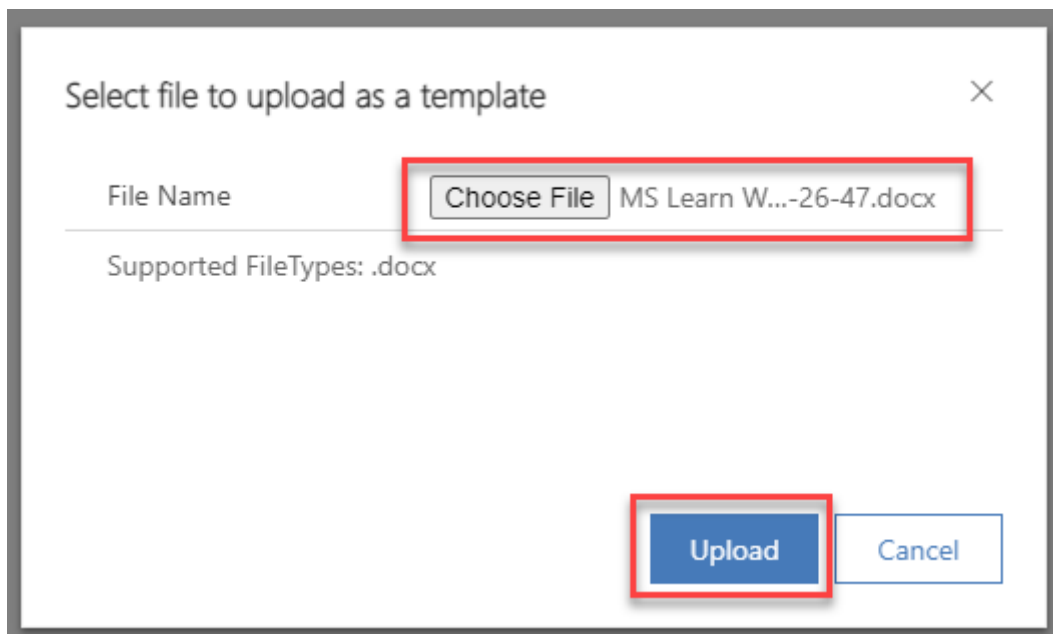 Select file to upload as a template
File Name
Choose File MS Learn W...-26-47.docx
Supported FileTypes: .docx
Upload
Cancel